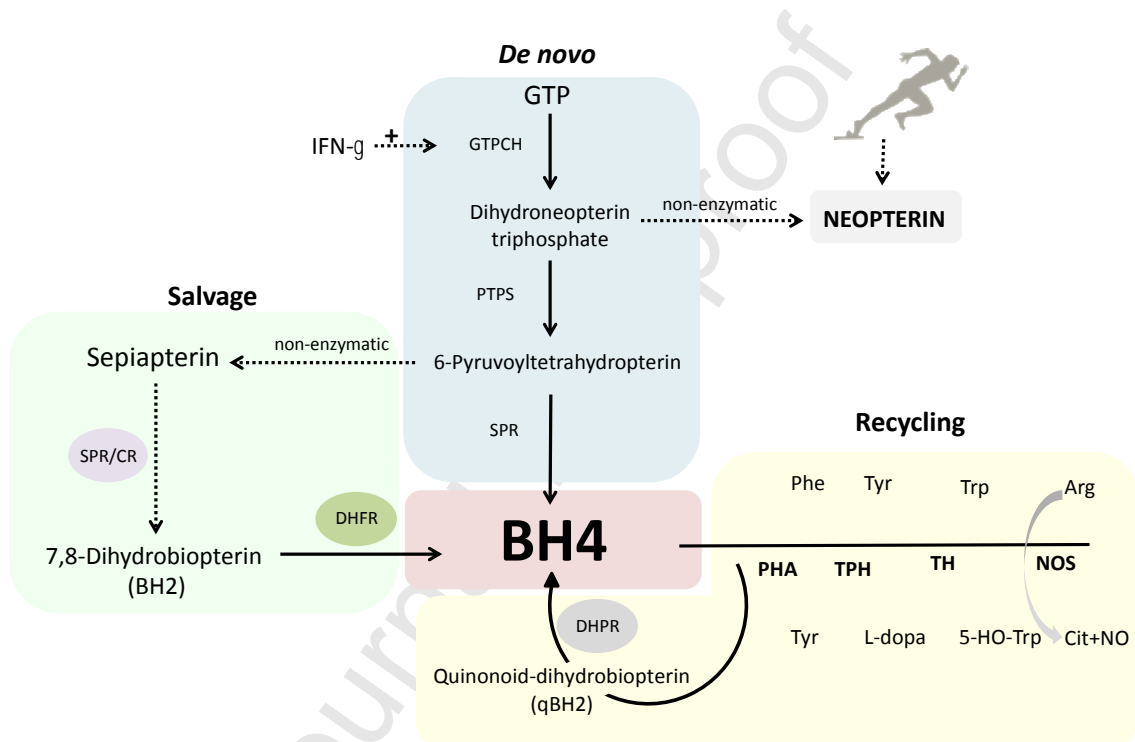 De novo
GTP
IFN-g
+
GTPCH
Dihydroneopterin
triphosphate
non-enzymatic
NEOPTERIN
PTPS
Salvage
Sepiapterin
non-enzymatic
6-Pyruvoyltetrahydropterin
SPR
SPR/CR
DHFR
7,8-Dihydrobiopterin
(BH2)
BH4
Recycling
Phe
Tyr
Trp
Arg
PHA
TPH
TH
NOS
DHPR
Tyr
L-dopa
5-HO-Trp
Cit+NO
Quinonoid-dihydrobiopterin
(qBH2)
proof